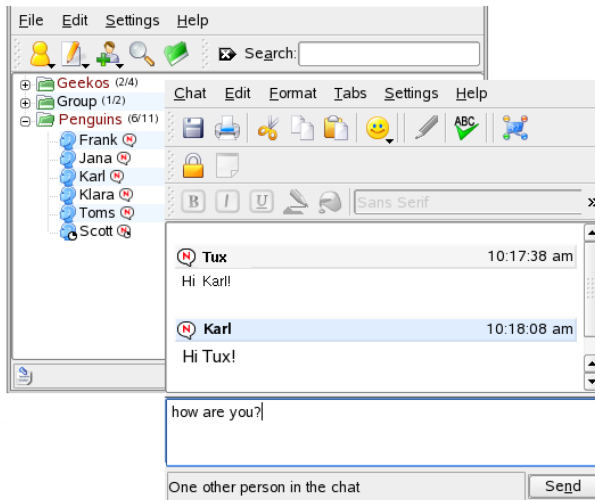 File Edit Settings Help
Search:
Geekos (2/4)
Group (1/2)
Penguins (6/11)
Frank N
Jana N
Karl N
Klara N
Toms N
Scott N
Chat Edit Format Tabs Settings Help
ABC
B I U Sans Serif »
N Tux 10:17:38 am
Hi Karl!
N Karl 10:18:08 am
Hi Tux!
how are you?
One other person in the chat Send